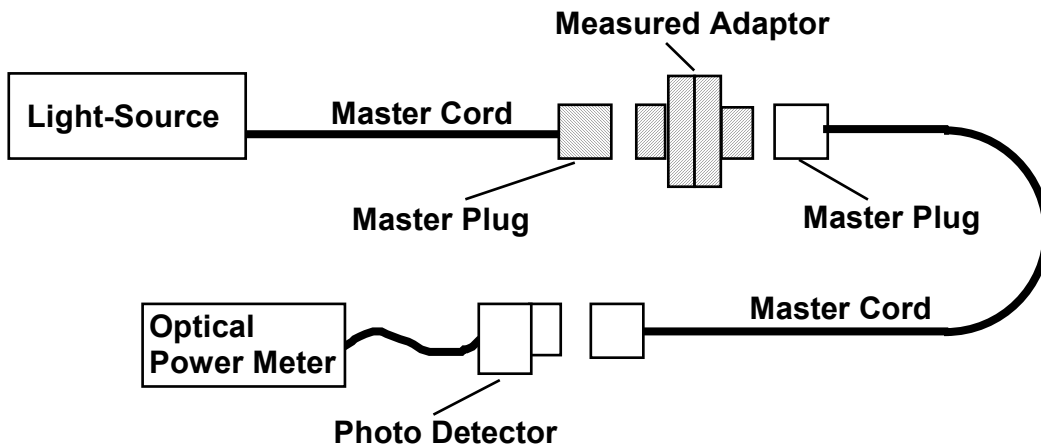 Measured Adaptor
Light-Source
Master Cord
Master Plug
Master Plug
Master Cord
Optical
Power Meter
Photo Detector